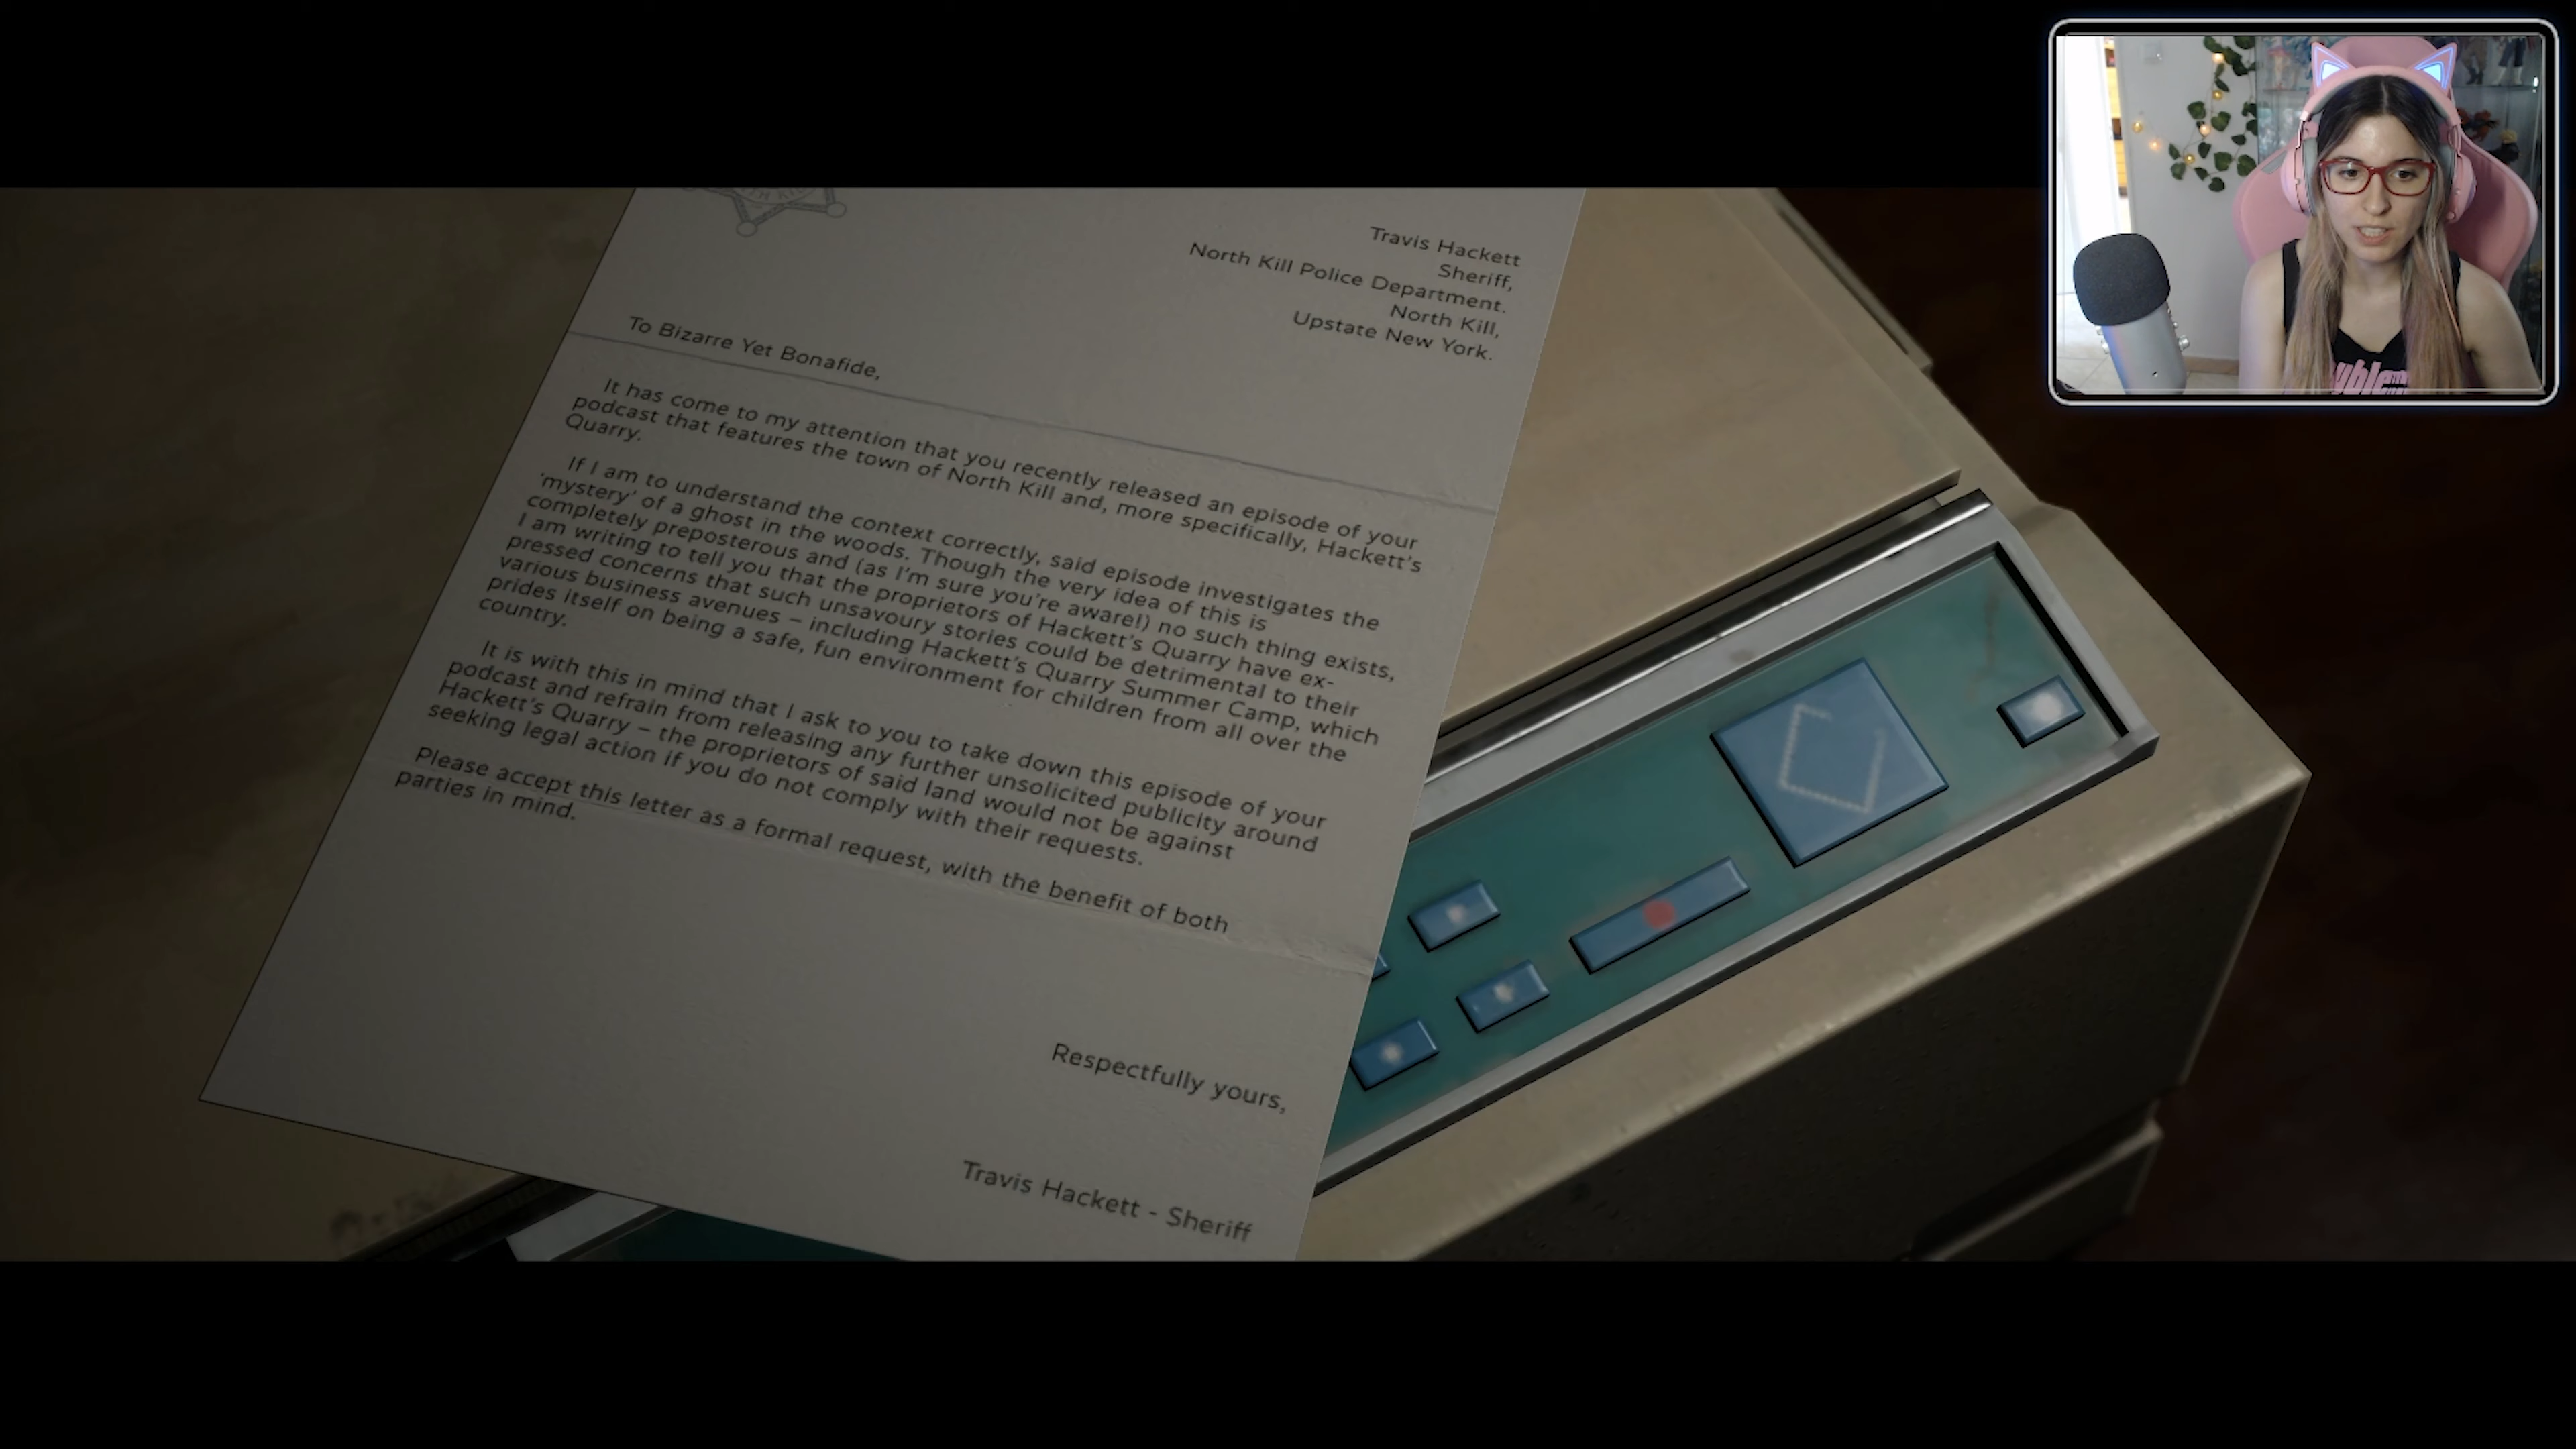 Travis Hackett
Sheriff,
North Kill Police Department.
North Kill,
Upstate New York.
To Bizarre Yet Bonafide,
It has come to my attention that you recently released an episode of your
podcast that features the town of North Kill and, more specifically, Hackett's
Quarry.
If I am to understand the context correctly, said episode investigates the
'mystery' of a ghost in the woods. Though the very idea of this is
completely preposterous and (as I'm sure you're aware!) no such thing exists,
I am writing to tell you that the proprietors of Hackett's Quarry have ex-
pressed concerns that such unsavoury stories could be detrimental to their
various business avenues – including Hackett's Quarry Summer Camp, which
prides itself on being a safe, fun environment for children from all over the
country.
It is with this in mind that I ask to you to take down this episode of your
podcast and refrain from releasing any further unsolicited publicity around
Hackett's Quarry – the proprietors of said land would not be against
seeking legal action if you do not comply with their requests.
Please accept this letter as a formal request, with the benefit of both
parties in mind.
Respectfully yours,
Travis Hackett - Sheriff